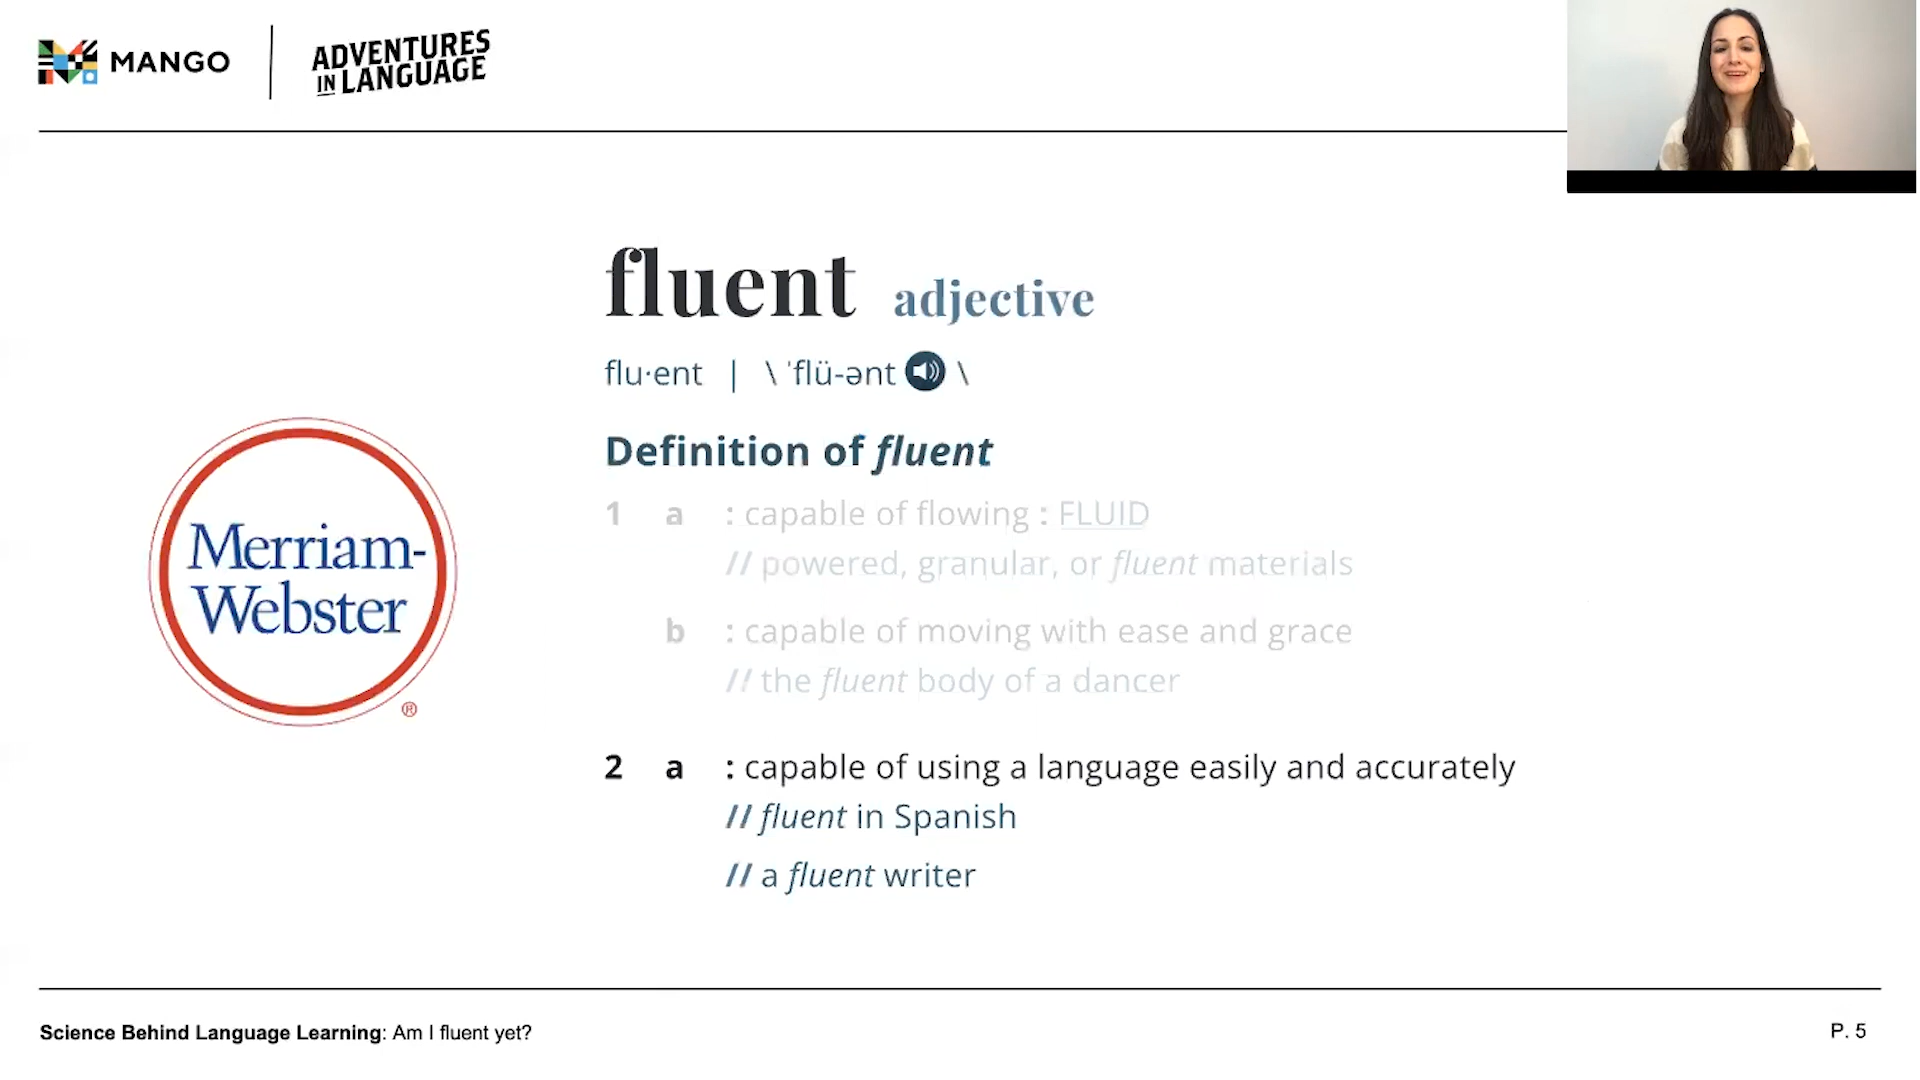 MANGO
ADVENTURES
IN LANGUAGE
fluent adjective
flu·ent | \ ˈflü-ənt \
Definition of fluent
1 a : capable of flowing : FLUID
// powered, granular, or fluent materials
b : capable of moving with ease and grace
// the fluent body of a dancer
Merriam-
Webster
®
2 a : capable of using a language easily and accurately
// fluent in Spanish
// a fluent writer
Science Behind Language Learning: Am I fluent yet?
P. 5